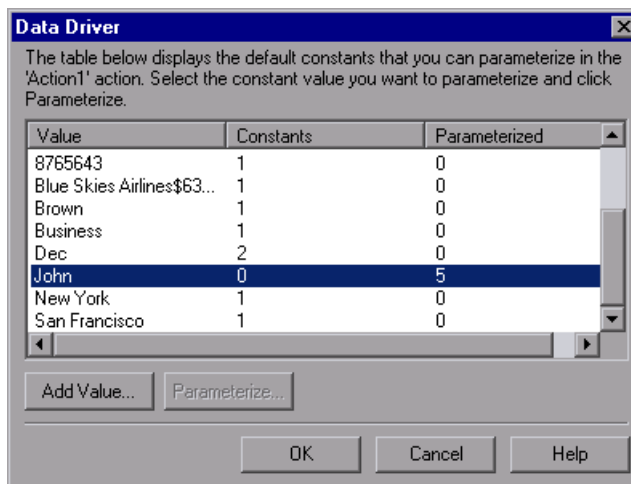 Data Driver
The table below displays the default constants that you can parameterize in the
'Action1' action. Select the constant value you want to parameterize and click
Parameterize.
Value Constants Parameterized
8765643 1 0
Blue Skies Airlines$63... 1 0
Brown 1 0
Business 1 0
Dec 2 0
John 0 5
New York 1 0
San Francisco 1 0
Add Value... Parameterize...
OK Cancel Help